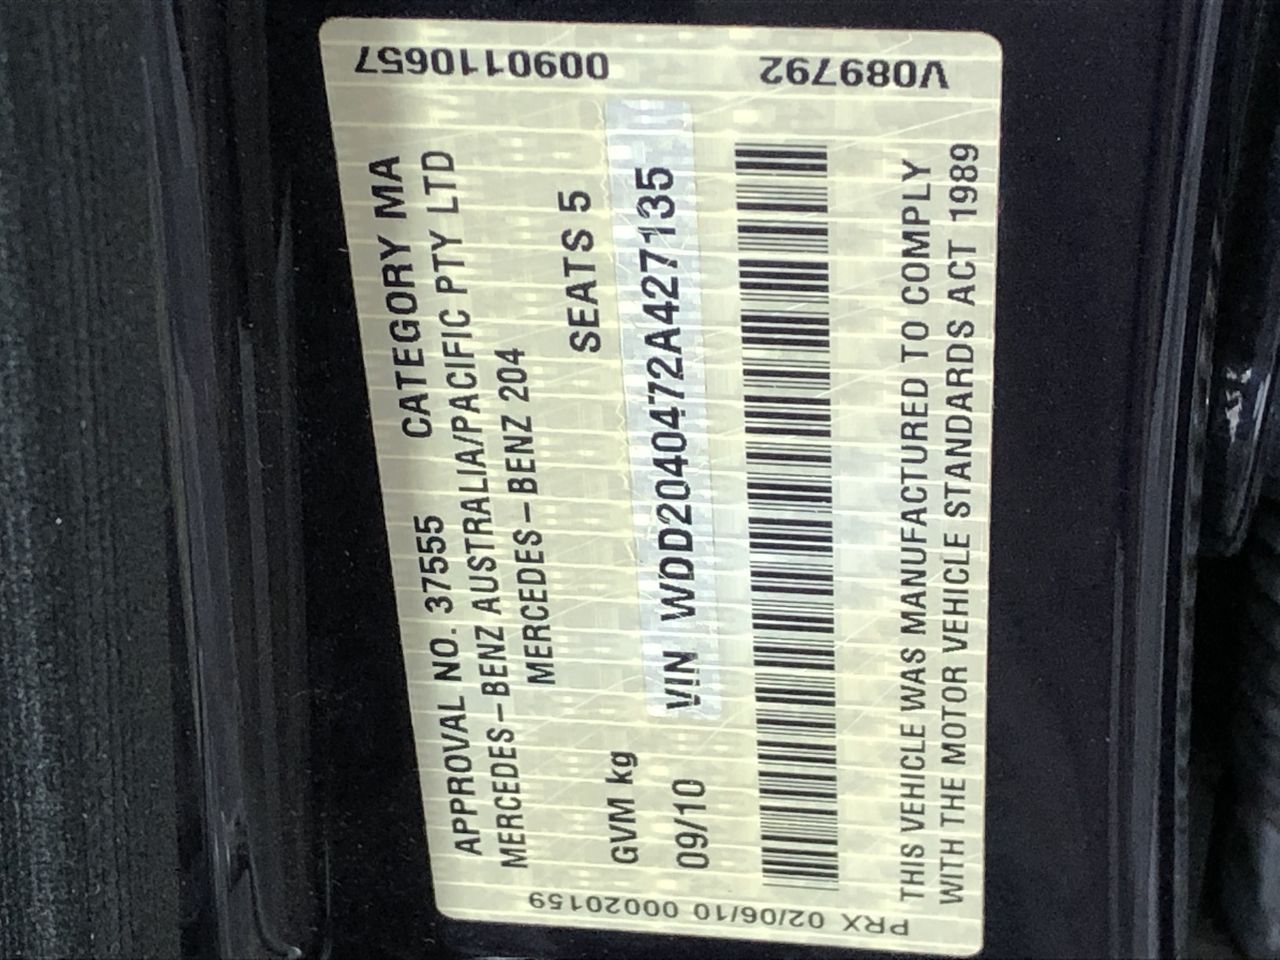 APPROVAL NO. 37555 CATEGORY MA
MERCEDES-BENZ AUSTRALIA/PACIFIC PTY LTD
MERCEDES-BENZ 204
SEATS 5
GVM kg
09/10 VIN WDD2040472A427135
THIS VEHICLE WAS MANUFACTURED TO COMPLY
WITH THE MOTOR VEHICLE STANDARDS ACT 1989
V089792 0090110657
PRX 02/06/10 00020159